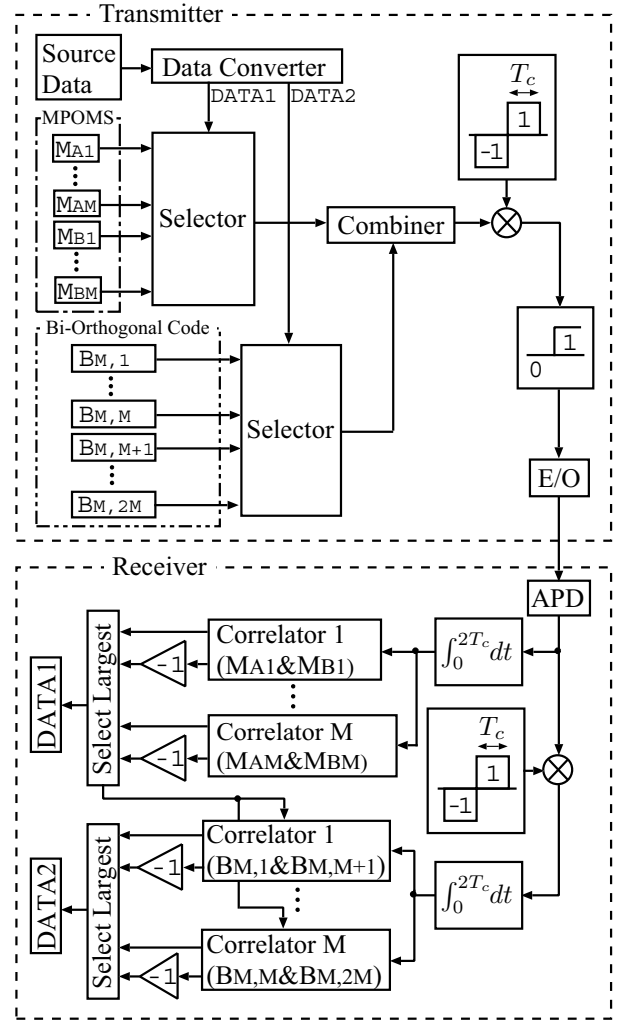 Transmitter
Source
Data
Data Converter
DATA1
DATA2
MPOMS
MA1
MAM
MB1
MBM
Selector
Combiner
Tc
1
-1
1
0
Bi-Orthogonal Code
BM,1
BM,M
BM,M+1
BM,2M
Selector
E/O
Receiver
APD
DATA1
Select Largest
-1
Correlator 1
(MA1&MB1)
-1
Correlator M
(MAM&MBM)
∫₀^{2Tc} dt
Tc
1
-1
DATA2
Select Largest
-1
Correlator 1
(BM,1&BM,M+1)
-1
Correlator M
(BM,M&BM,2M)
∫₀^{2Tc} dt